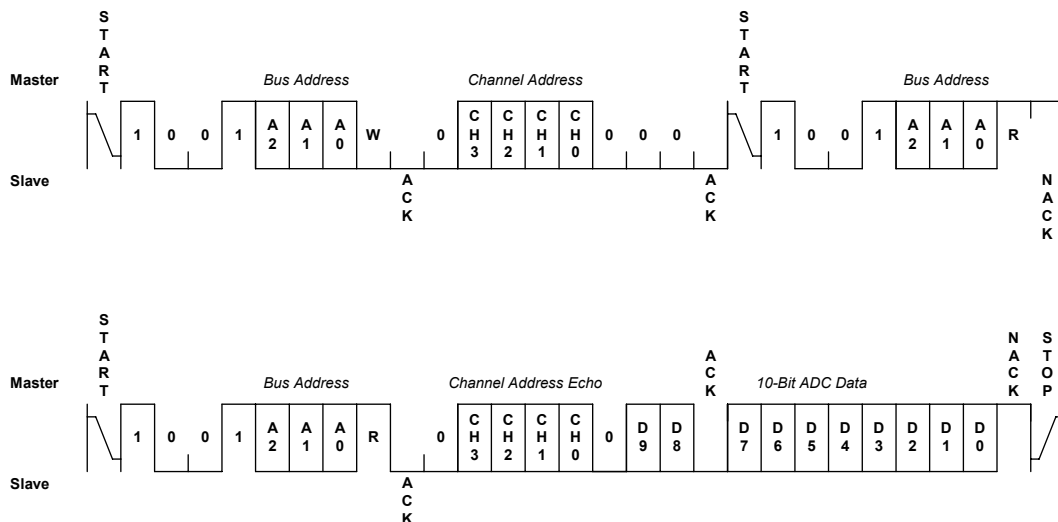 START START
Master Bus Address Channel Address Bus Address
1 0 0 1 A2 A1 A0 W 0 CH3 CH2 CH1 CH0 0 0 0 1 0 0 1 A2 A1 A0 R
Slave ACK ACK NACK
START ACK NACK STOP
Master Bus Address Channel Address Echo 10-Bit ADC Data
1 0 0 1 A2 A1 A0 R 0 CH3 CH2 CH1 CH0 0 D9 D8 D7 D6 D5 D4 D3 D2 D1 D0
Slave ACK